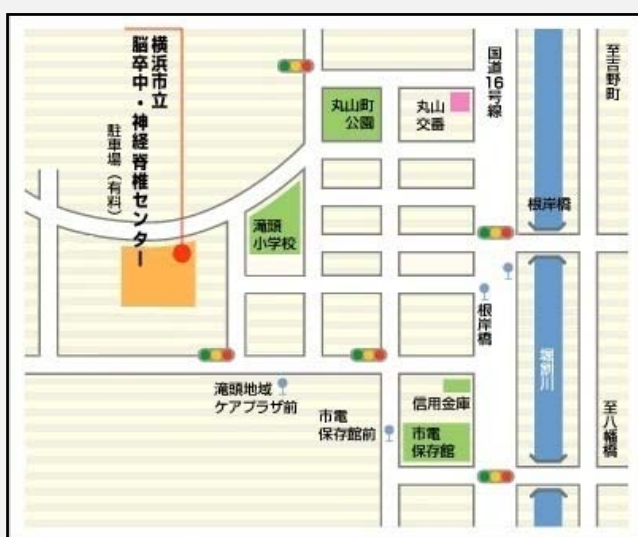 横浜市立
脳卒中・神経脊椎センター
駐車場（有料）
丸山町
公園
丸山
交番
国道16号線
至吉野町
根岸橋
滝頭
小学校
根岸橋
堀割川
滝頭地域
ケアプラザ前
市電
保存館前
信用金庫
市電
保存館
至八幡橋